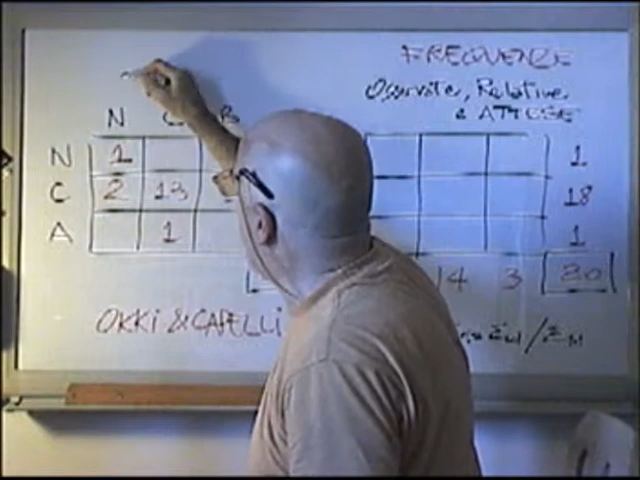 FREQUENZE
Osservate, Relative
e ATTESE
N C B
N 1 1
C 2 13 18
A 1 1
14 3 20
OKKI & CAPELLI